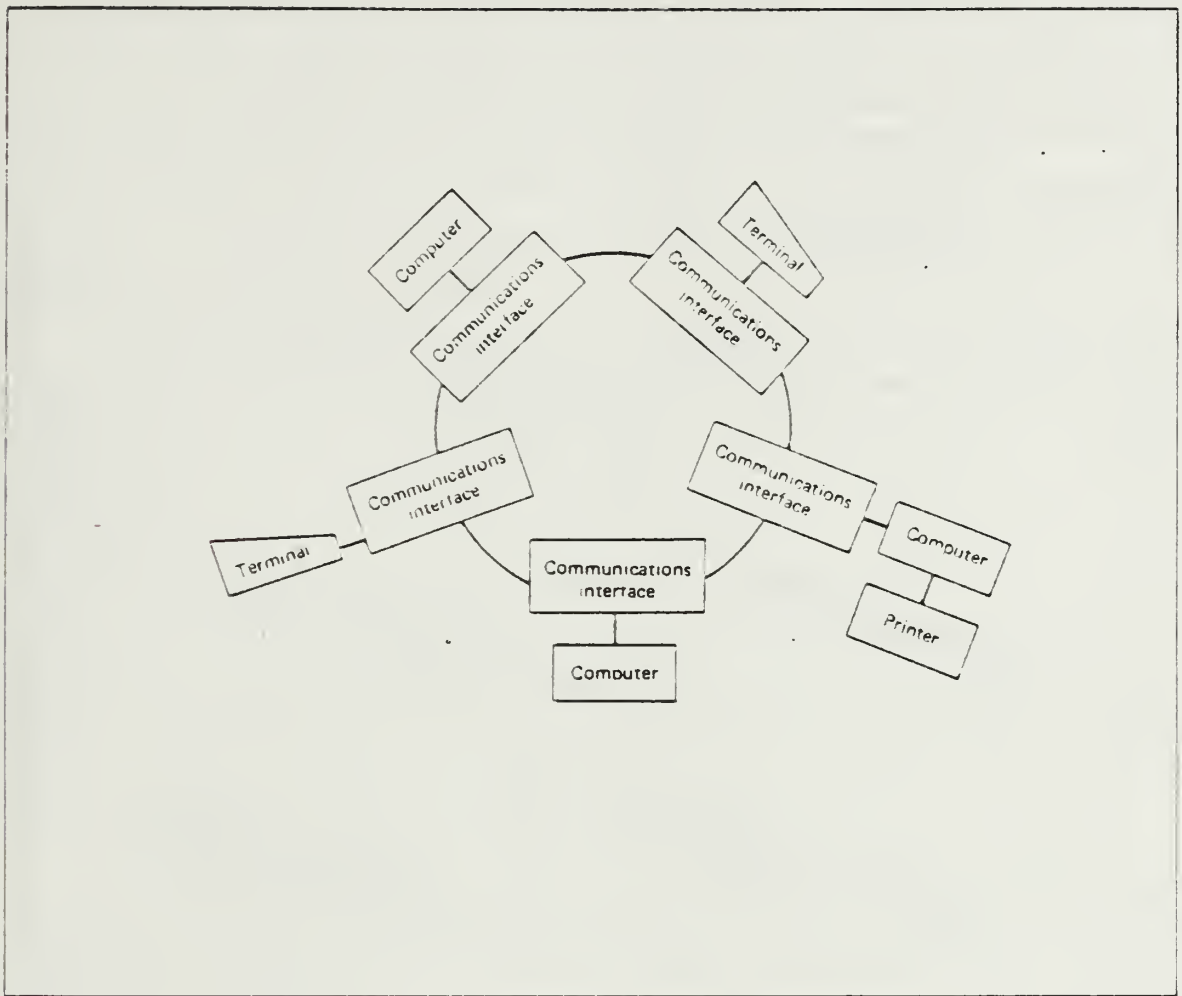 Computer
Communications
interface
Terminal
Communications
interface
Communications
interface
Computer
Printer
Communications
interface
Terminal
Communications
interface
Computer